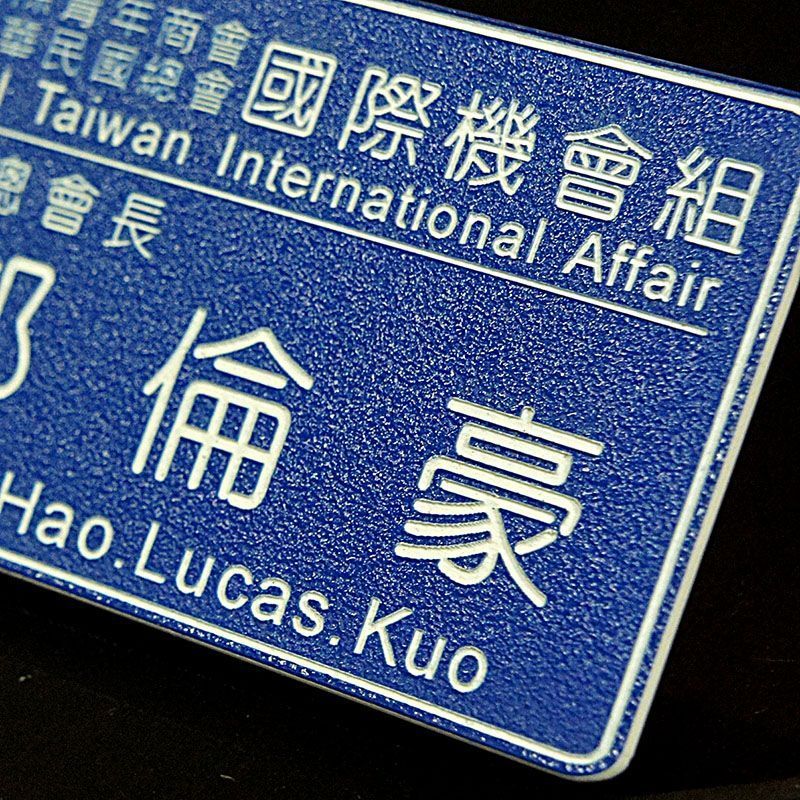 青年商會
華民國總會
國際機會組
Taiwan International Affair
總會長
郭倫豪
Hao.Lucas.Kuo